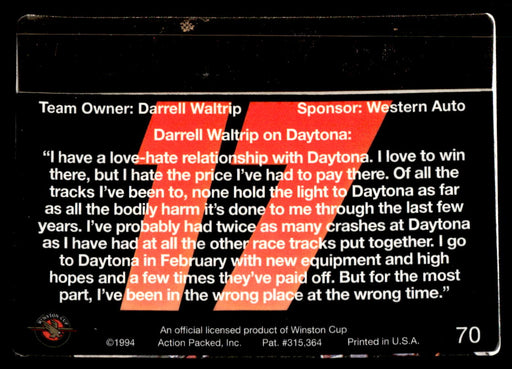 Team Owner: Darrell Waltrip Sponsor: Western Auto
17
Darrell Waltrip on Daytona:
“I have a love-hate relationship with Daytona. I love to win
there, but I hate the price I’ve had to pay there. Of all the
tracks I’ve been to, none hold the light to Daytona as far
as all the bodily harm it’s done to me through the last few
years. I’ve probably had twice as many crashes at Daytona
as I have had at all the other race tracks put together. I go
to Daytona in February with new equipment and high
hopes and a few times they’ve paid off. But for the most
part, I’ve been in the wrong place at the wrong time.”
WINSTON CUP
An official licensed product of Winston Cup
©1994 Action Packed, Inc. Pat. #315,364 Printed in U.S.A.
70